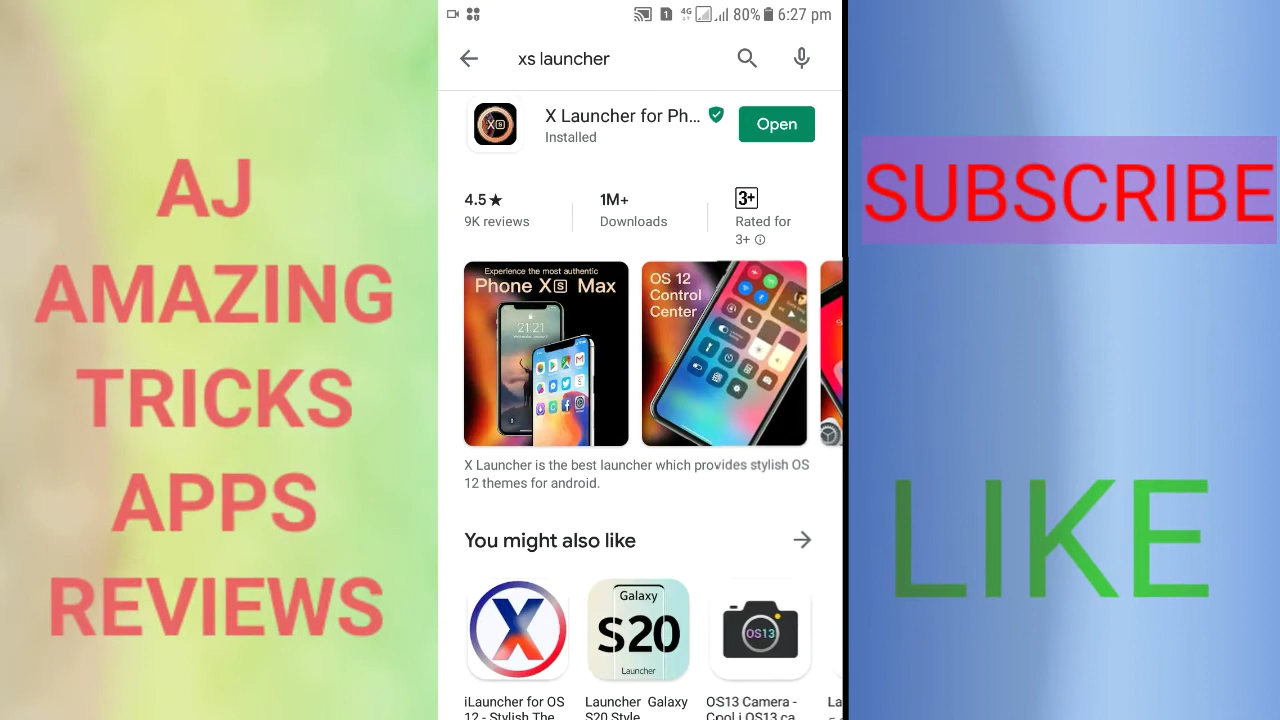 AJ
AMAZING
TRICKS
APPS
REVIEWS
1 4G 80% 6:27 pm
xs launcher
XS
X Launcher for Ph...
Installed
Open
4.5★
9K reviews
1M+
Downloads
3+
Rated for
3+
Experience the most authentic
Phone XS Max
21:21
OS 12
Control
Center
X Launcher is the best launcher which provides stylish OS
12 themes for android.
You might also like
X
Galaxy
S20
Launcher
OS13
iLauncher for OS
12 - Stylish The
Launcher Galaxy
S20 Style
OS13 Camera -
Cool i OS13 ca
La
SUBSCRIBE
LIKE